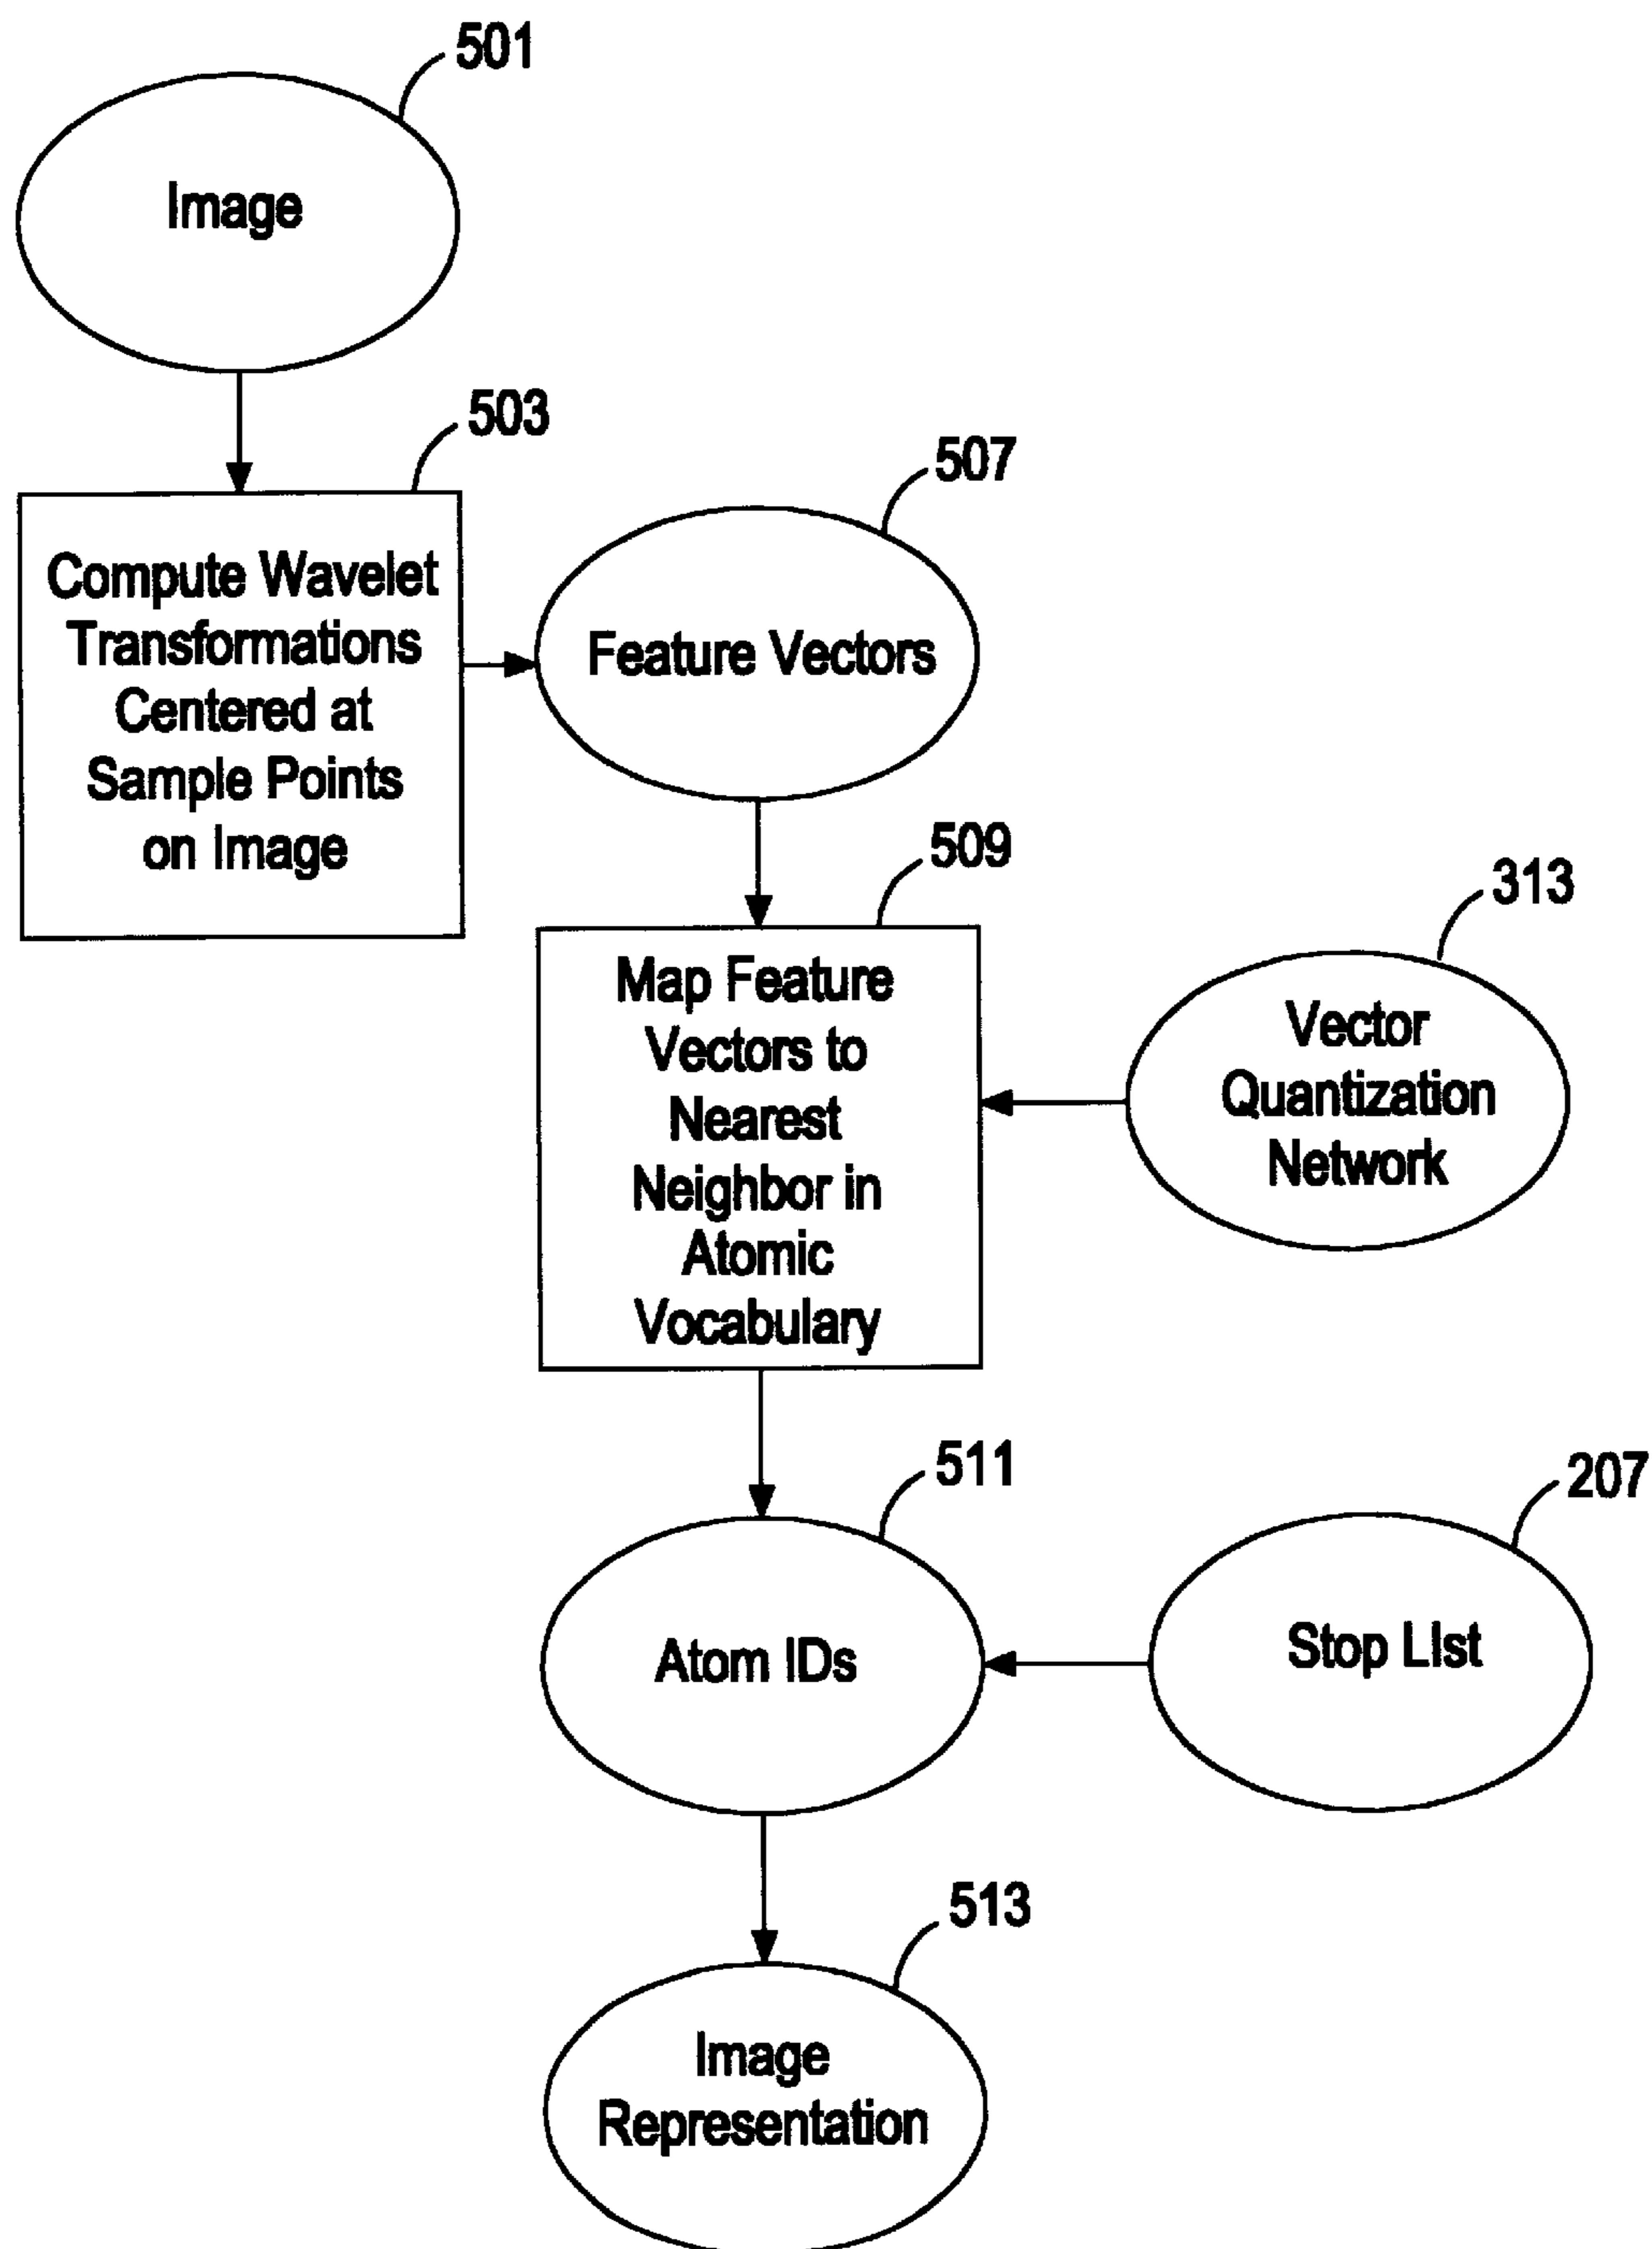 501
Image
503
Compute Wavelet
Transformations
Centered at
Sample Points
on Image
507
Feature Vectors
509
Map Feature
Vectors to
Nearest
Neighbor in
Atomic
Vocabulary
313
Vector
Quantization
Network
511
Atom IDs
207
Stop LIst
513
Image
Representation